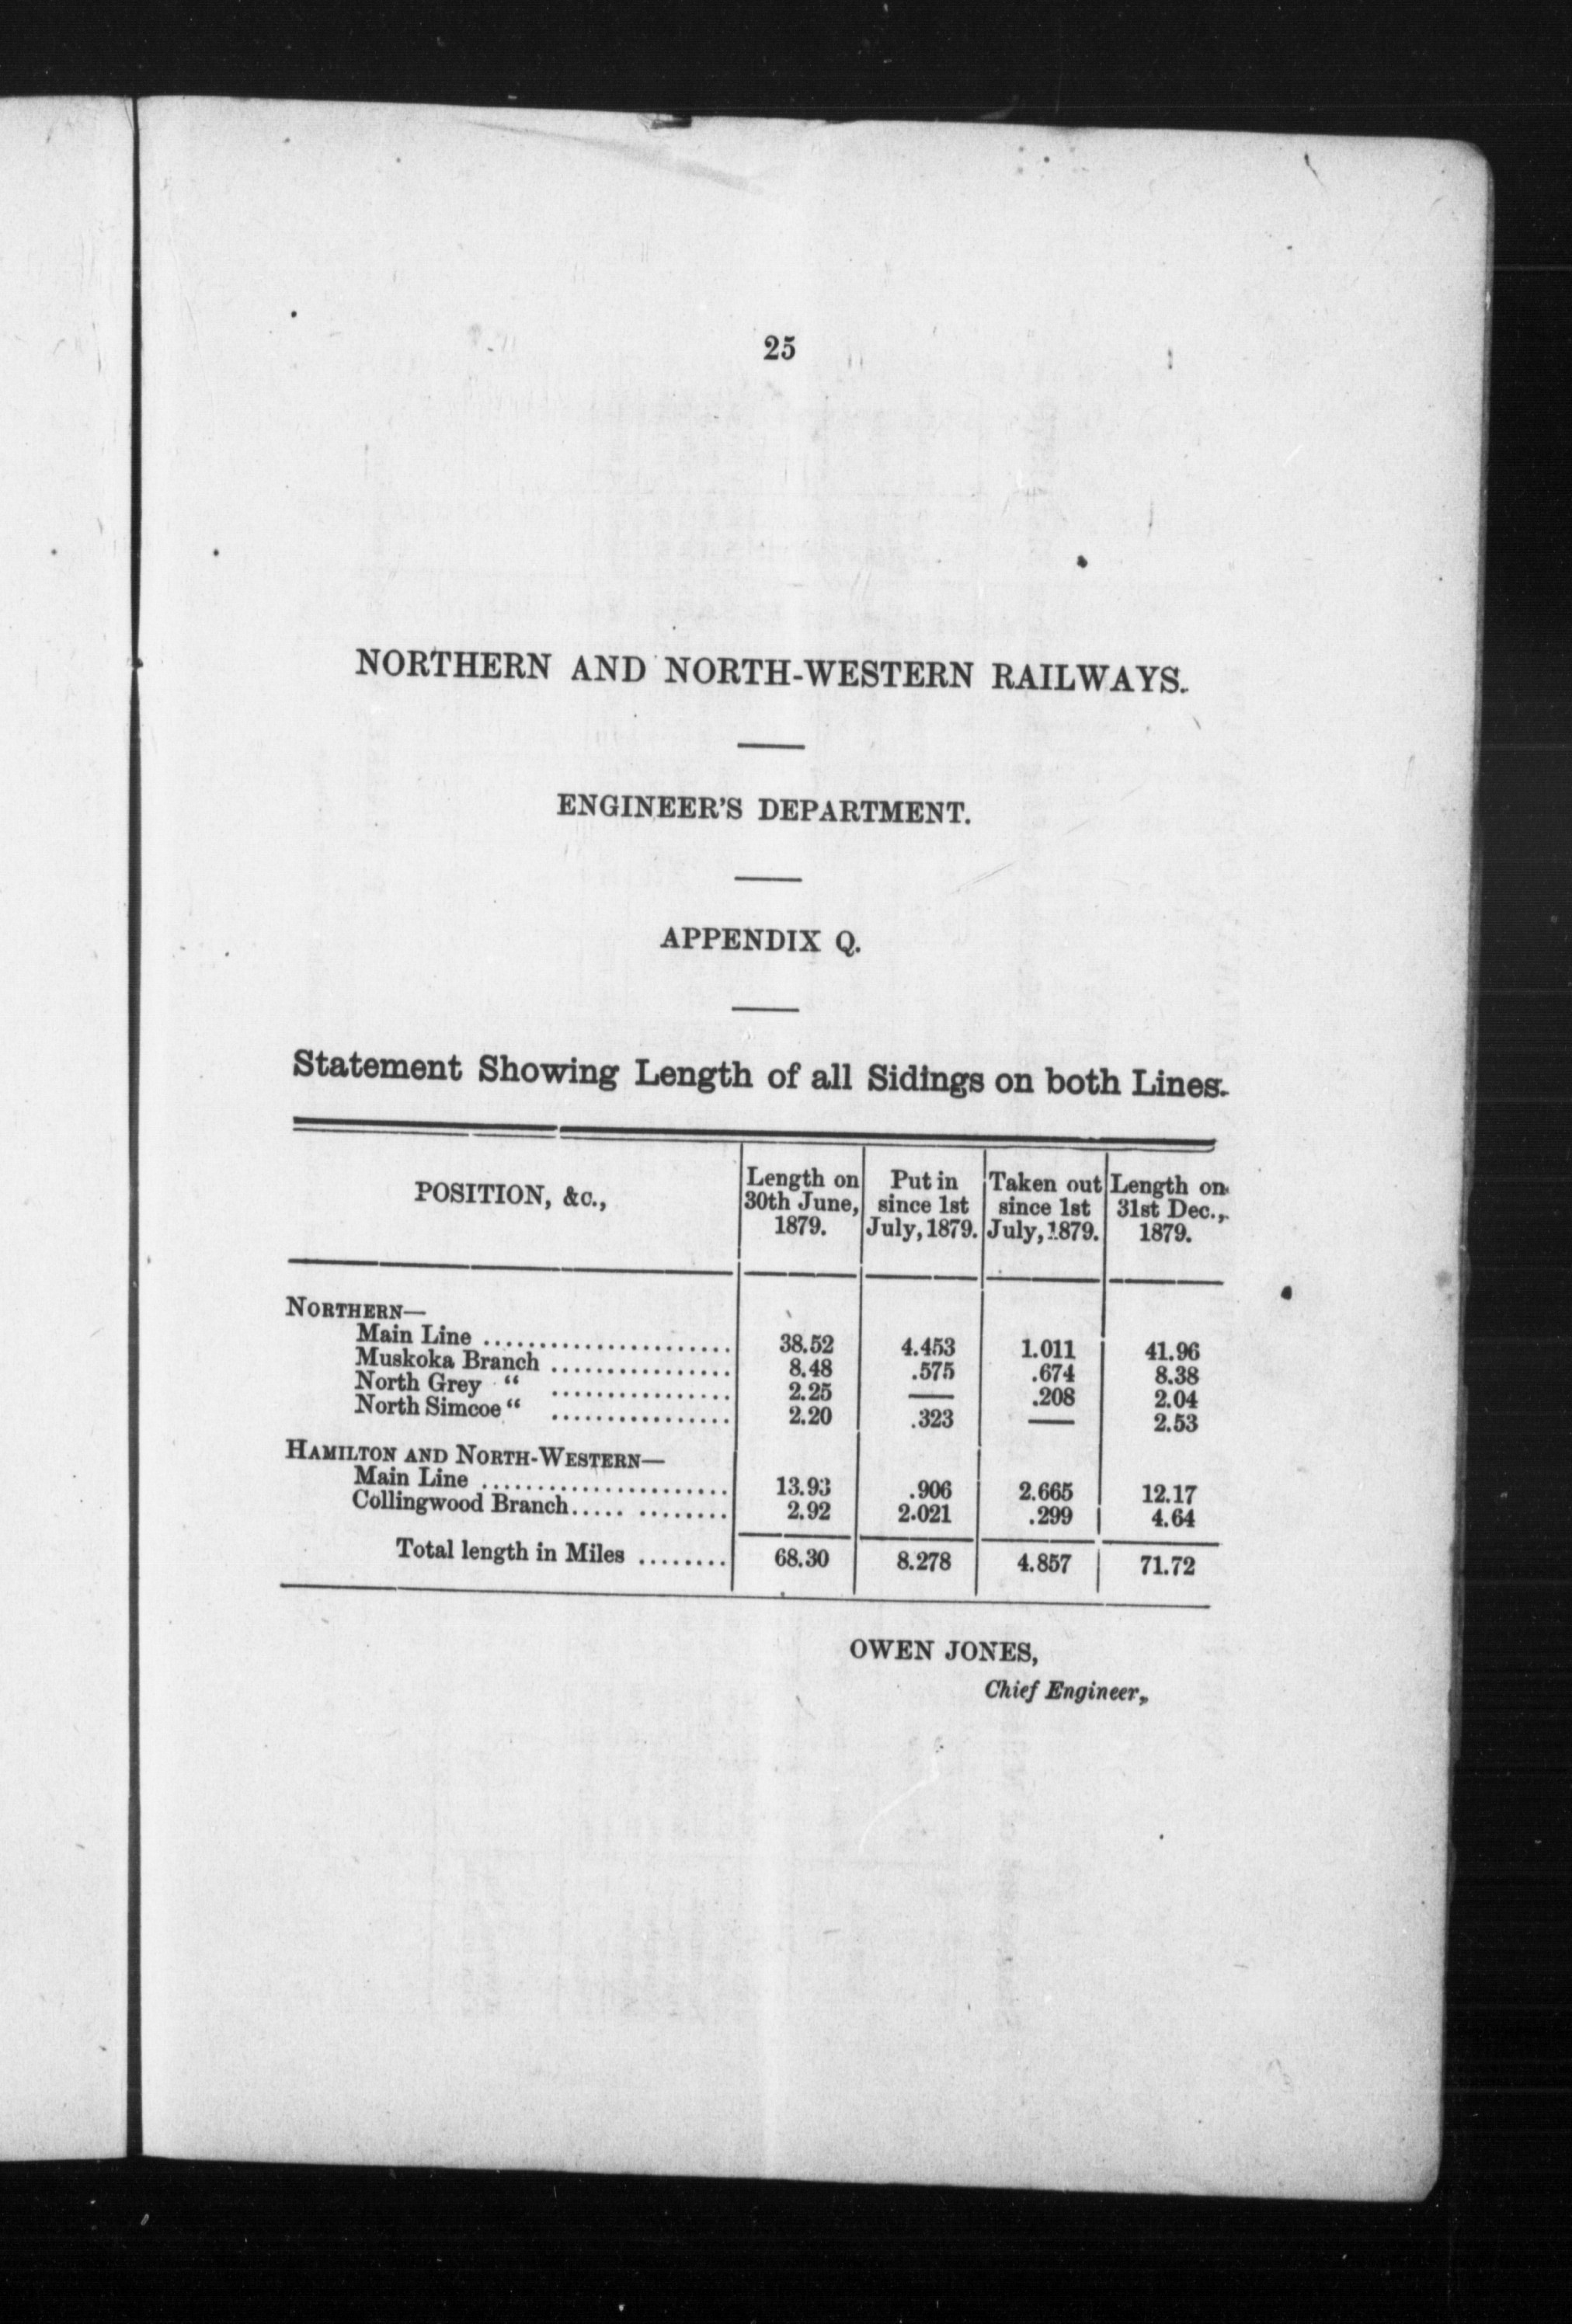 25
NORTHERN AND NORTH-WESTERN RAILWAYS.
ENGINEER'S DEPARTMENT.
APPENDIX Q.
Statement Showing Length of all Sidings on both Lines.
POSITION, &c., Length on 30th June, 1879. Put in since 1st July, 1879. Taken out since 1st July, 1879. Length on 31st Dec., 1879.
NORTHERN—
Main Line ........................ 38.52 4.453 1.011 41.96
Muskoka Branch ................. 8.48 .575 .674 8.38
North Grey " ................. 2.25 — .208 2.04
North Simcoe " ................. 2.20 .323 — 2.53
HAMILTON AND NORTH-WESTERN—
Main Line ........................ 13.93 .906 2.665 12.17
Collingwood Branch..... ........ 2.92 2.021 .299 4.64
Total length in Miles ........ 68.30 8.278 4.857 71.72
OWEN JONES,
Chief Engineer,